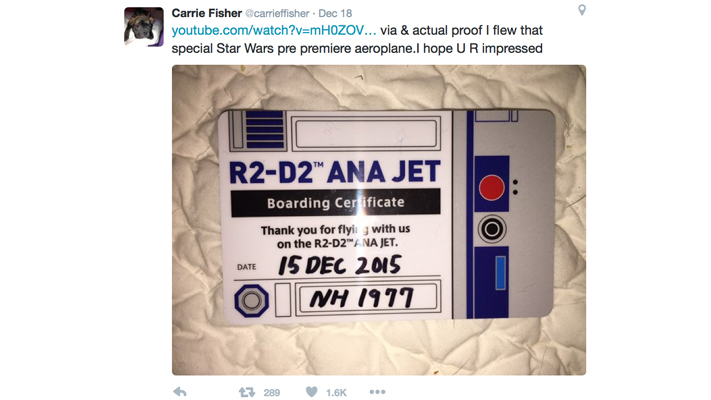 Carrie Fisher @carrieffisher · Dec 18
youtube.com/watch?v=mH0ZOV… via & actual proof I flew that
special Star Wars pre premiere aeroplane.I hope U R impressed
R2-D2™ ANA JET
Boarding Certificate
Thank you for flying with us
on the R2-D2™ANA JET.
DATE 15 DEC 2015
NH 1977
289 1.6K